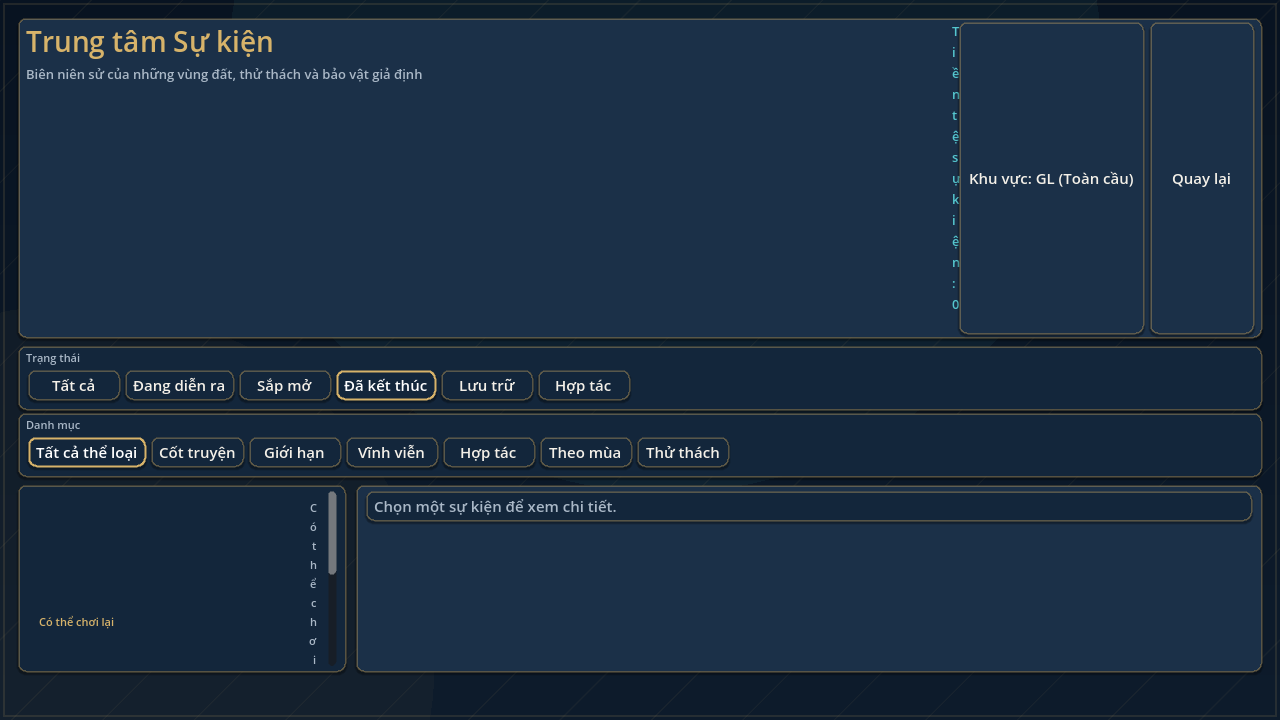 Trung tâm Sự kiện
Biên niên sử của những vùng đất, thử thách và bảo vật giả định
Tiền tệ sự kiện: 0
Khu vực: GL (Toàn cầu)
Quay lại
Trạng thái
Tất cả
Đang diễn ra
Sắp mở
Đã kết thúc
Lưu trữ
Hợp tác
Danh mục
Tất cả thể loại
Cốt truyện
Giới hạn
Vĩnh viễn
Hợp tác
Theo mùa
Thử thách
Có thể chơi lại
Có thể chơi
Chọn một sự kiện để xem chi tiết.